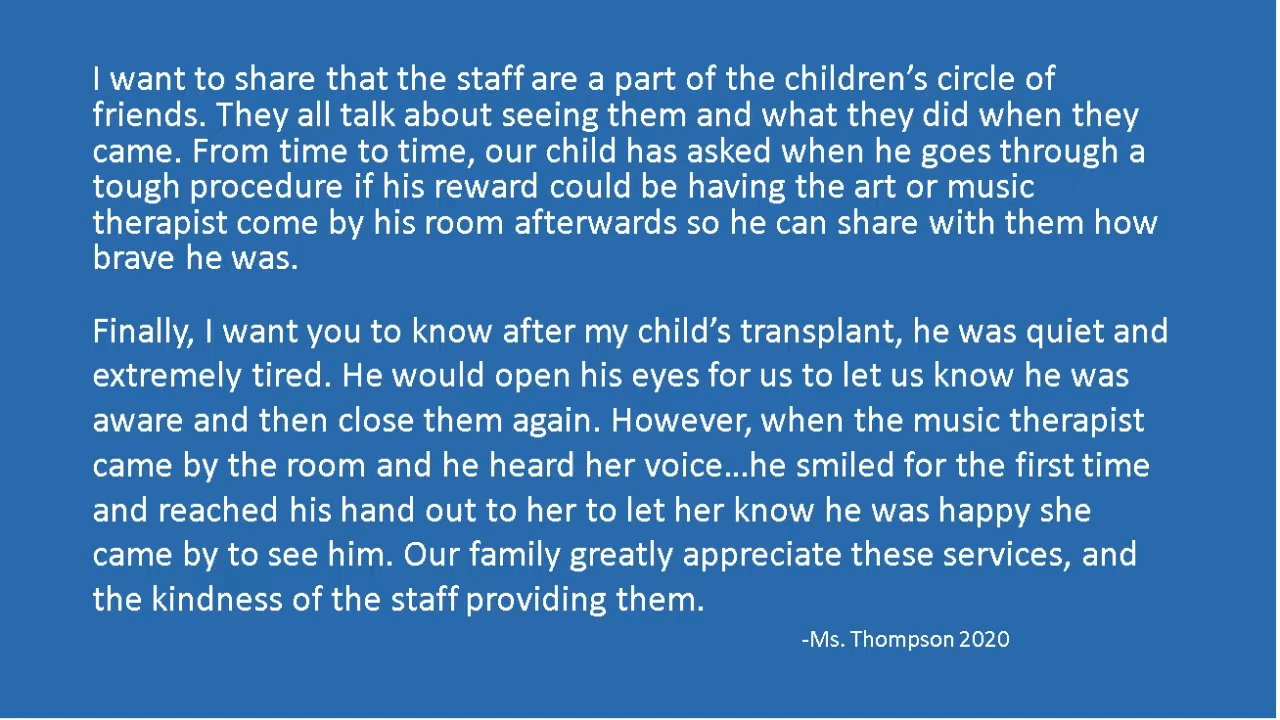 I want to share that the staff are a part of the children’s circle of
friends. They all talk about seeing them and what they did when they
came. From time to time, our child has asked when he goes through a
tough procedure if his reward could be having the art or music
therapist come by his room afterwards so he can share with them how
brave he was.
Finally, I want you to know after my child’s transplant, he was quiet and
extremely tired. He would open his eyes for us to let us know he was
aware and then close them again. However, when the music therapist
came by the room and he heard her voice…he smiled for the first time
and reached his hand out to her to let her know he was happy she
came by to see him. Our family greatly appreciate these services, and
the kindness of the staff providing them.
-Ms. Thompson 2020